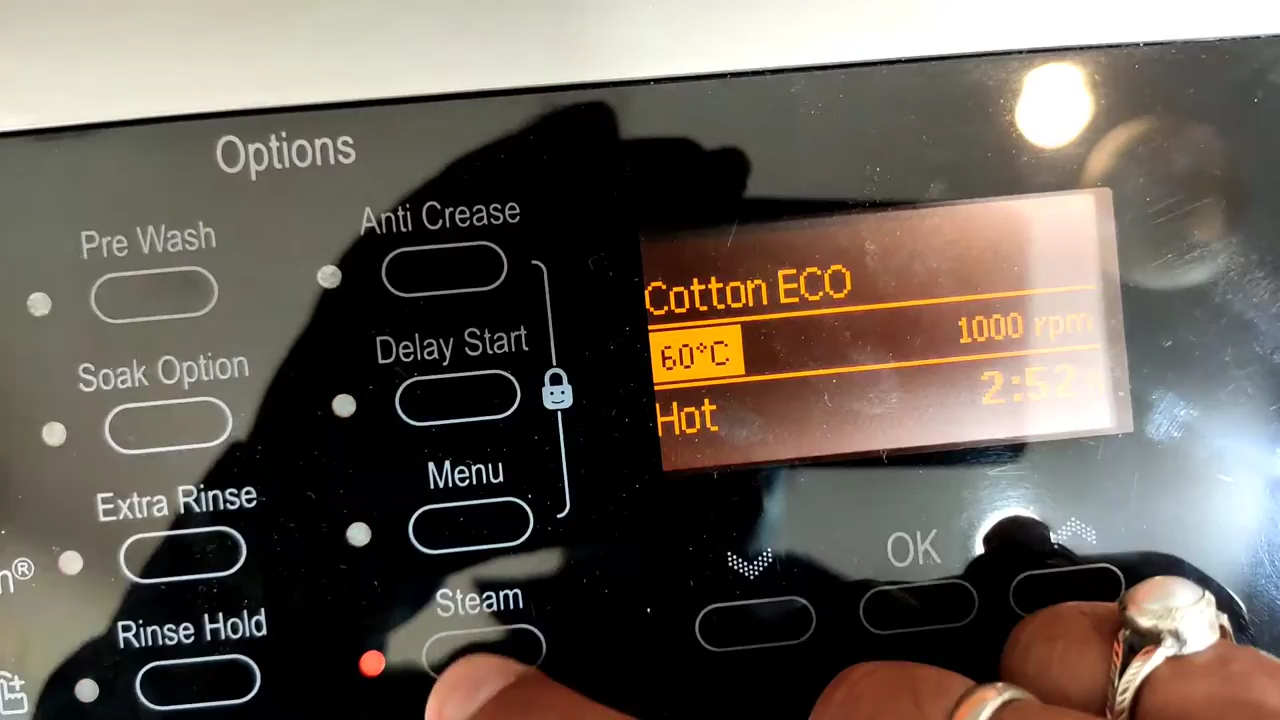 Options
Pre Wash
Anti Crease
Soak Option
Delay Start
Extra Rinse
Menu
Rinse Hold
Steam
n®
Cotton ECO
60°C
1000 rpm
Hot
2:52
OK